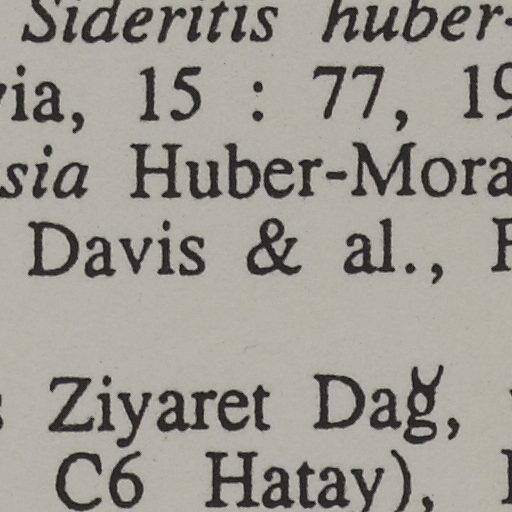 Sideritis huber-
via, 15 : 77, 19
sia Huber-Mora
Davis & al.,
Ziyaret Dağ,
C6 Hatay),